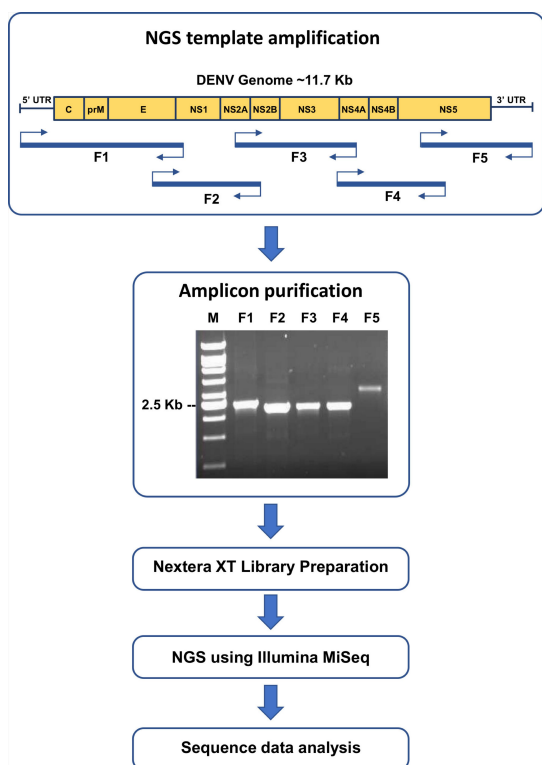 NGS template amplification
DENV Genome ~11.7 Kb
5' UTR
3' UTR
C prM E NS1 NS2A NS2B NS3 NS4A NS4B NS5
F1 F3 F5
F2 F4
Amplicon purification
M F1 F2 F3 F4 F5
2.5 Kb --
Nextera XT Library Preparation
NGS using Illumina MiSeq
Sequence data analysis